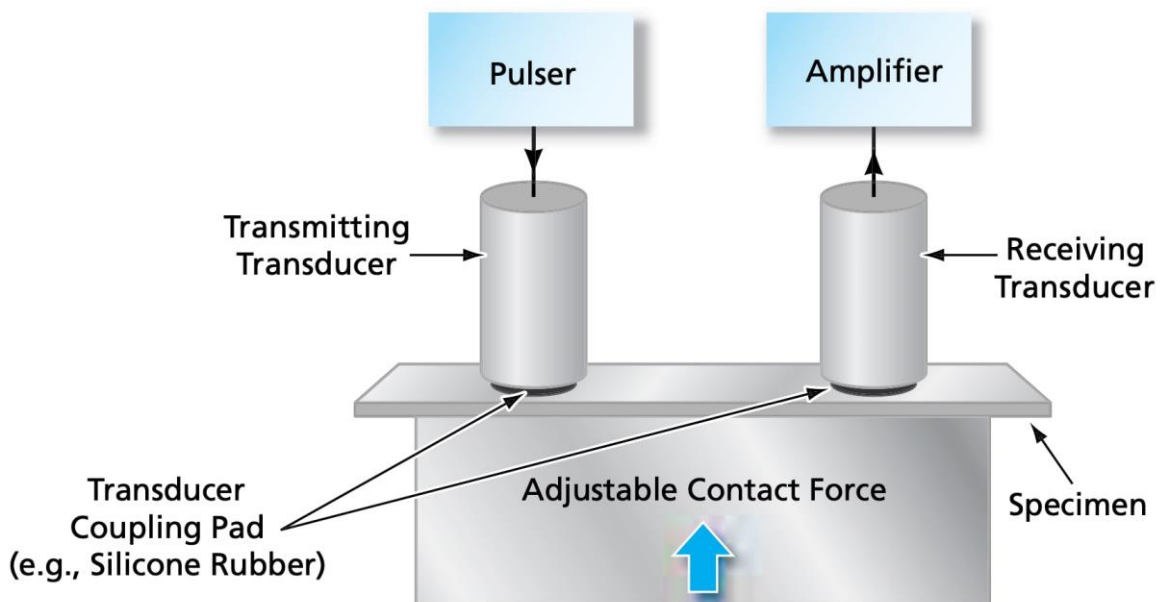 Pulser
Amplifier
Transmitting
Transducer
Receiving
Transducer
Transducer
Coupling Pad
(e.g., Silicone Rubber)
Adjustable Contact Force
Specimen